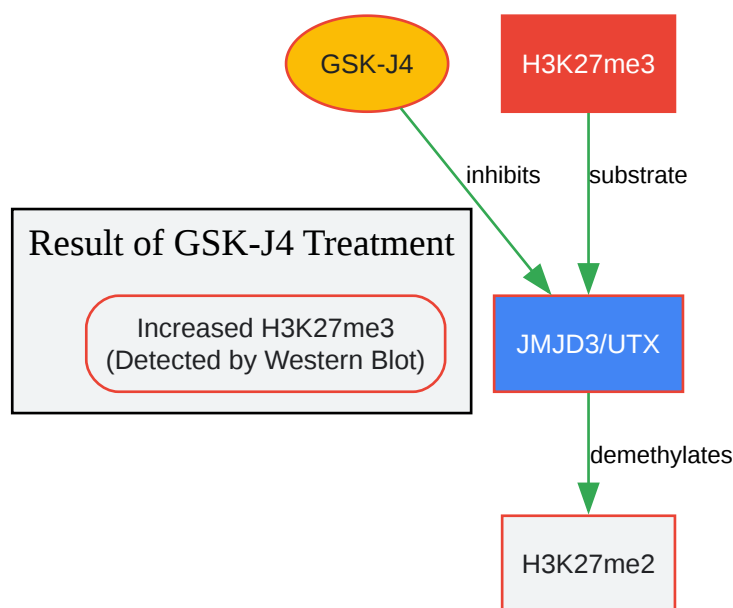 GSK-J4
H3K27me3
inhibits
substrate
Result of GSK-J4 Treatment
Increased H3K27me3
(Detected by Western Blot)
JMJD3/UTX
demethylates
H3K27me2